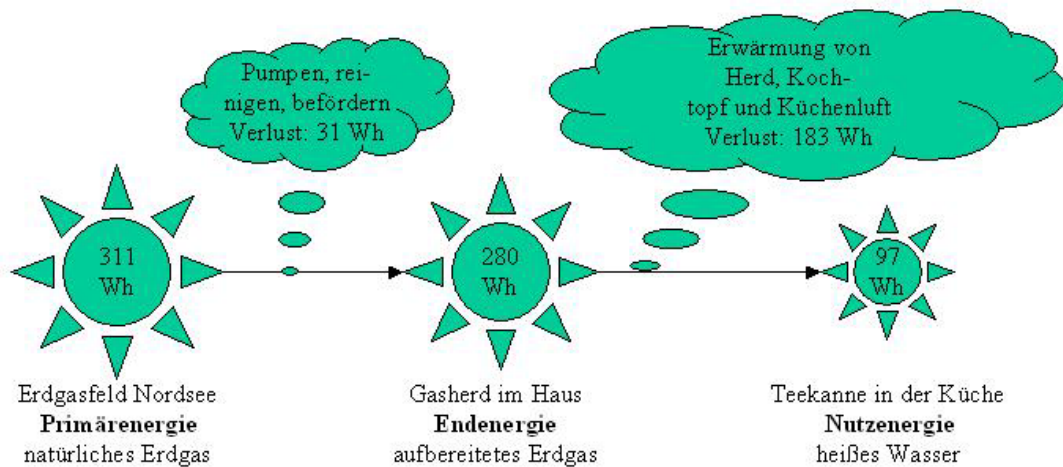 Pumpen, rei-
nigen, befördern
Verlust: 31 Wh
Erwärmung von
Herd, Koch-
topf und Küchenluft
Verlust: 183 Wh
311
Wh
280
Wh
97
Wh
Erdgasfeld Nordsee
Primärenergie
natürliches Erdgas
Gasherd im Haus
Endenergie
aufbereitetes Erdgas
Teekanne in der Küche
Nutzenergie
heißes Wasser